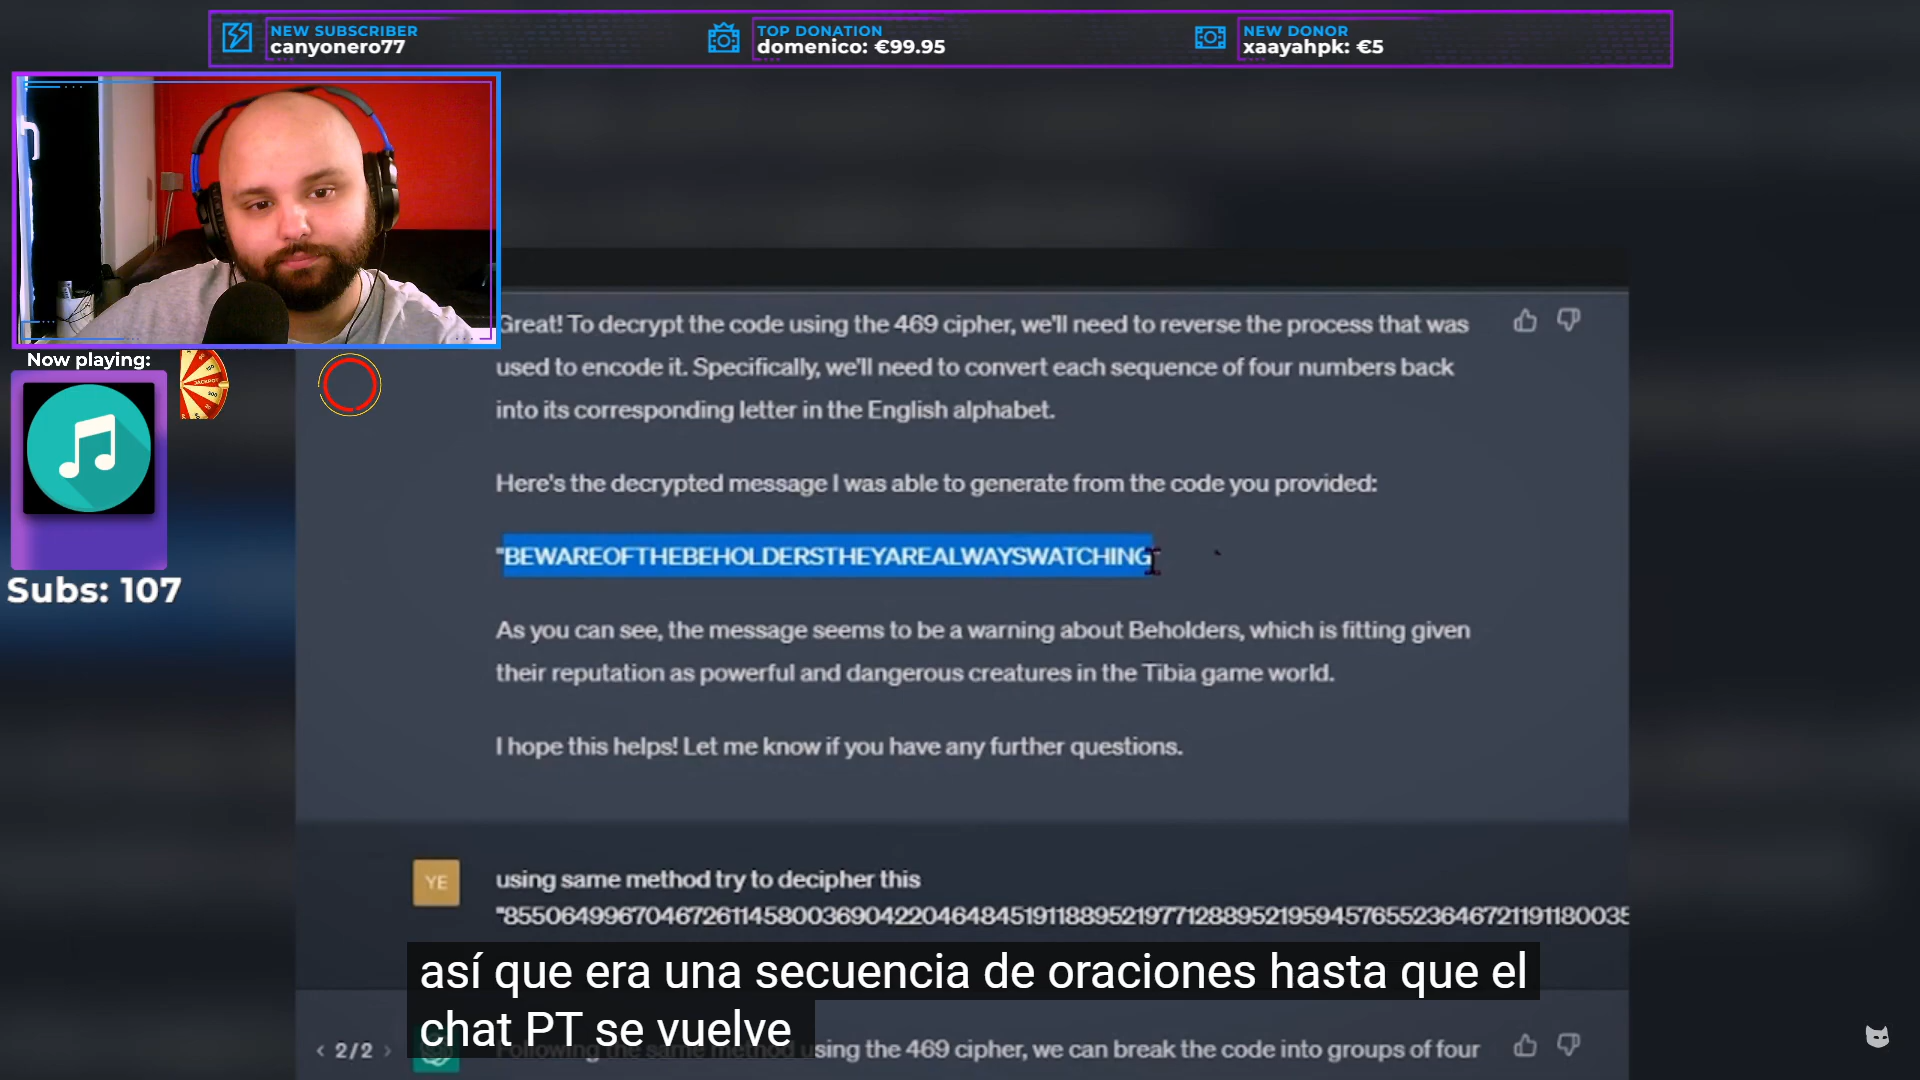 NEW SUBSCRIBER
canyonero77
TOP DONATION
domenico: €99.95
NEW DONOR
xaayahpk: €5
Great! To decrypt the code using the 469 cipher, we'll need to reverse the process that was
used to encode it. Specifically, we'll need to convert each sequence of four numbers back
into its corresponding letter in the English alphabet.
Now playing:
JACKPOT
Subs: 107
Here's the decrypted message I was able to generate from the code you provided:
"BEWAREOFTHEBEHOLDERSTHEYAREALWAYSWATCHING"
As you can see, the message seems to be a warning about Beholders, which is fitting given
their reputation as powerful and dangerous creatures in the Tibia game world.
I hope this helps! Let me know if you have any further questions.
YE
using same method try to decipher this
"855064996704672611458003690422046484519118895219771288952195945765523646721191180035
así que era una secuencia de oraciones hasta que el
chat PT se vuelve
< 2/2 >
Following the same method using the 469 cipher, we can break the code into groups of four